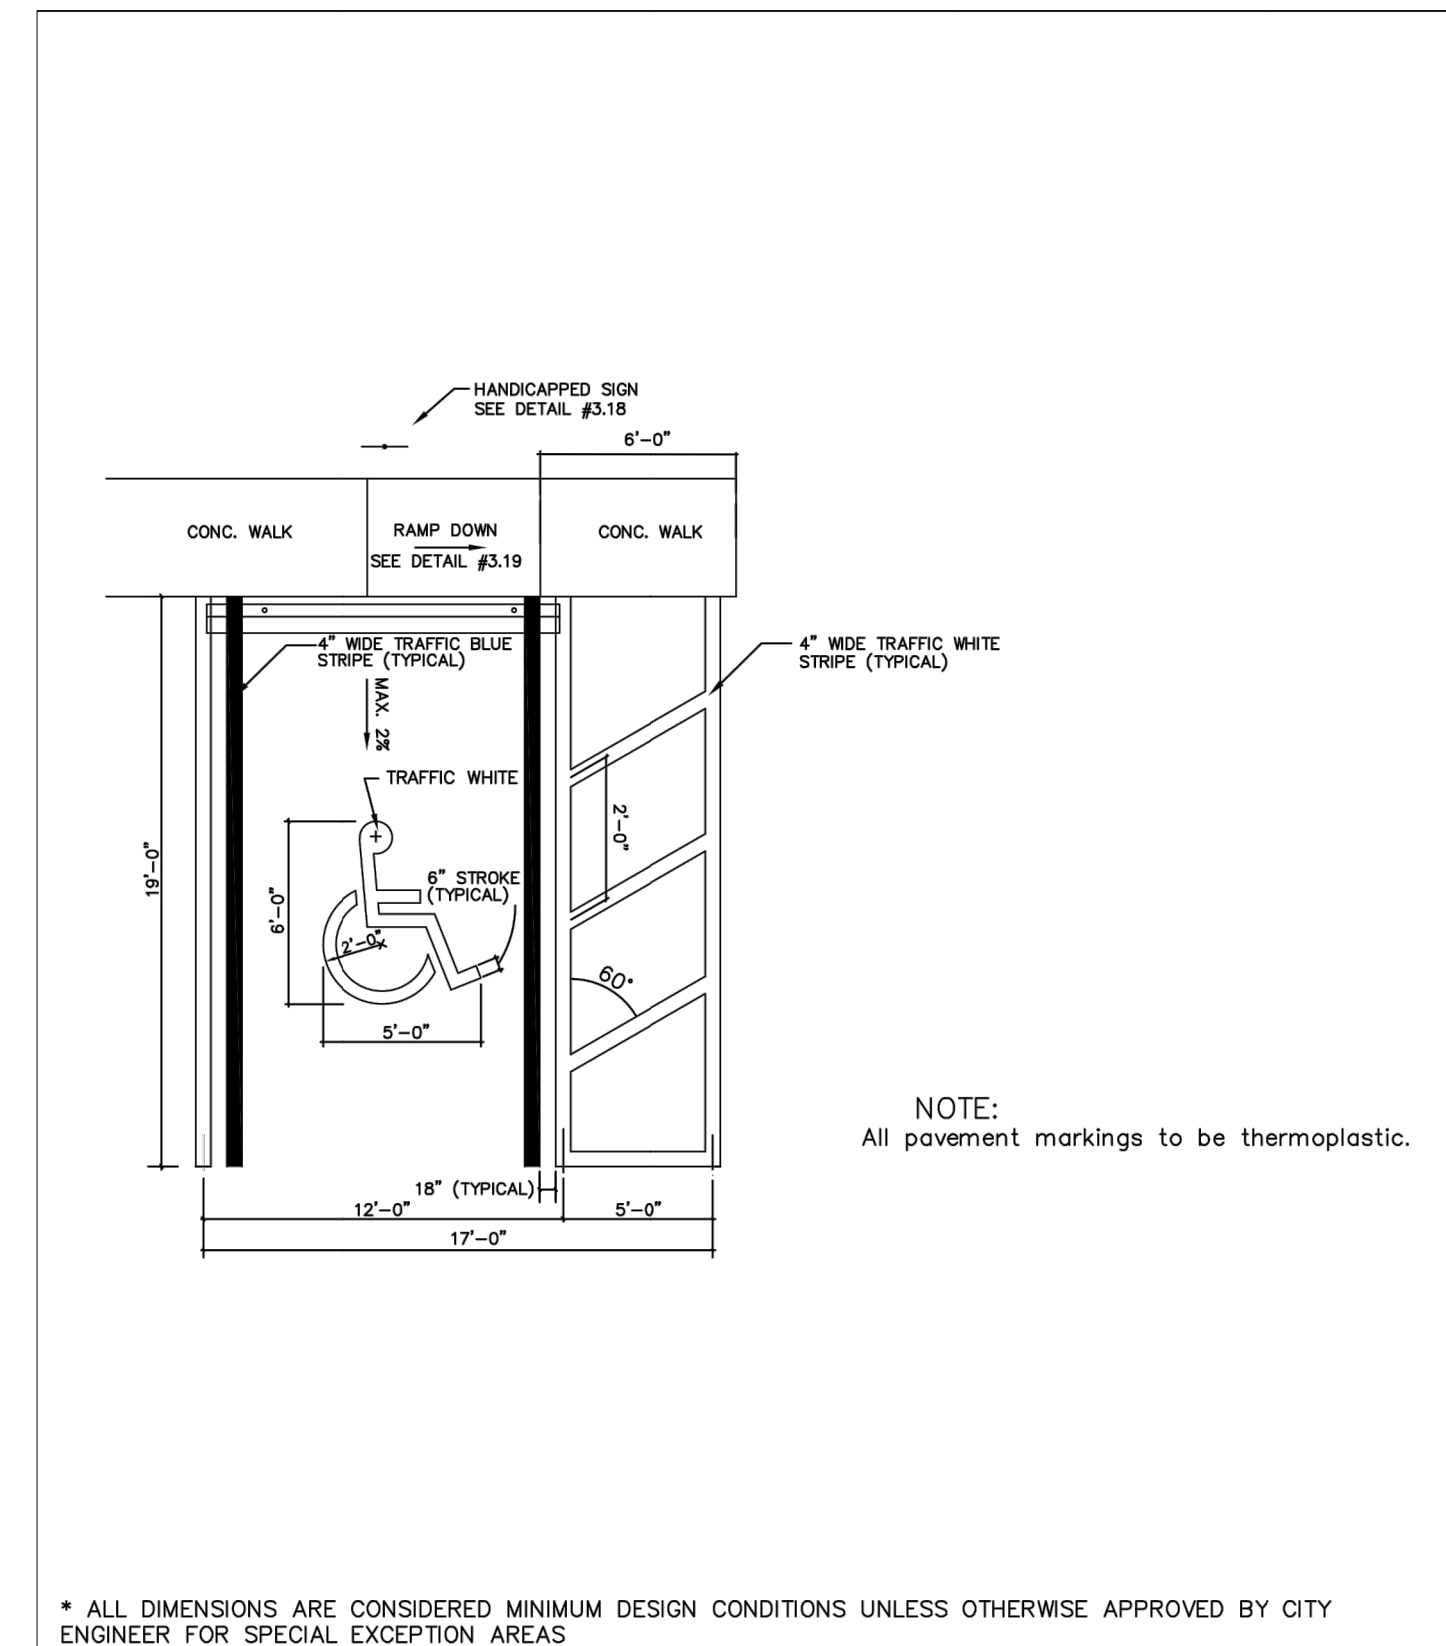 HANDICAPPED SIGN
SEE DETAIL #3.18
6'-0"
CONC. WALK
RAMP DOWN
SEE DETAIL #3.19
CONC. WALK
4" WIDE TRAFFIC BLUE
STRIPE (TYPICAL)
4" WIDE TRAFFIC WHITE
STRIPE (TYPICAL)
MAX. 2%
TRAFFIC WHITE
2'-0"
19'-0"
6'-0"
6" STROKE
(TYPICAL)
2'-0"
60°
5'-0"
NOTE:
All pavement markings to be thermoplastic.
18" (TYPICAL)
12'-0"
5'-0"
17'-0"
* ALL DIMENSIONS ARE CONSIDERED MINIMUM DESIGN CONDITIONS UNLESS OTHERWISE APPROVED BY CITY
ENGINEER FOR SPECIAL EXCEPTION AREAS